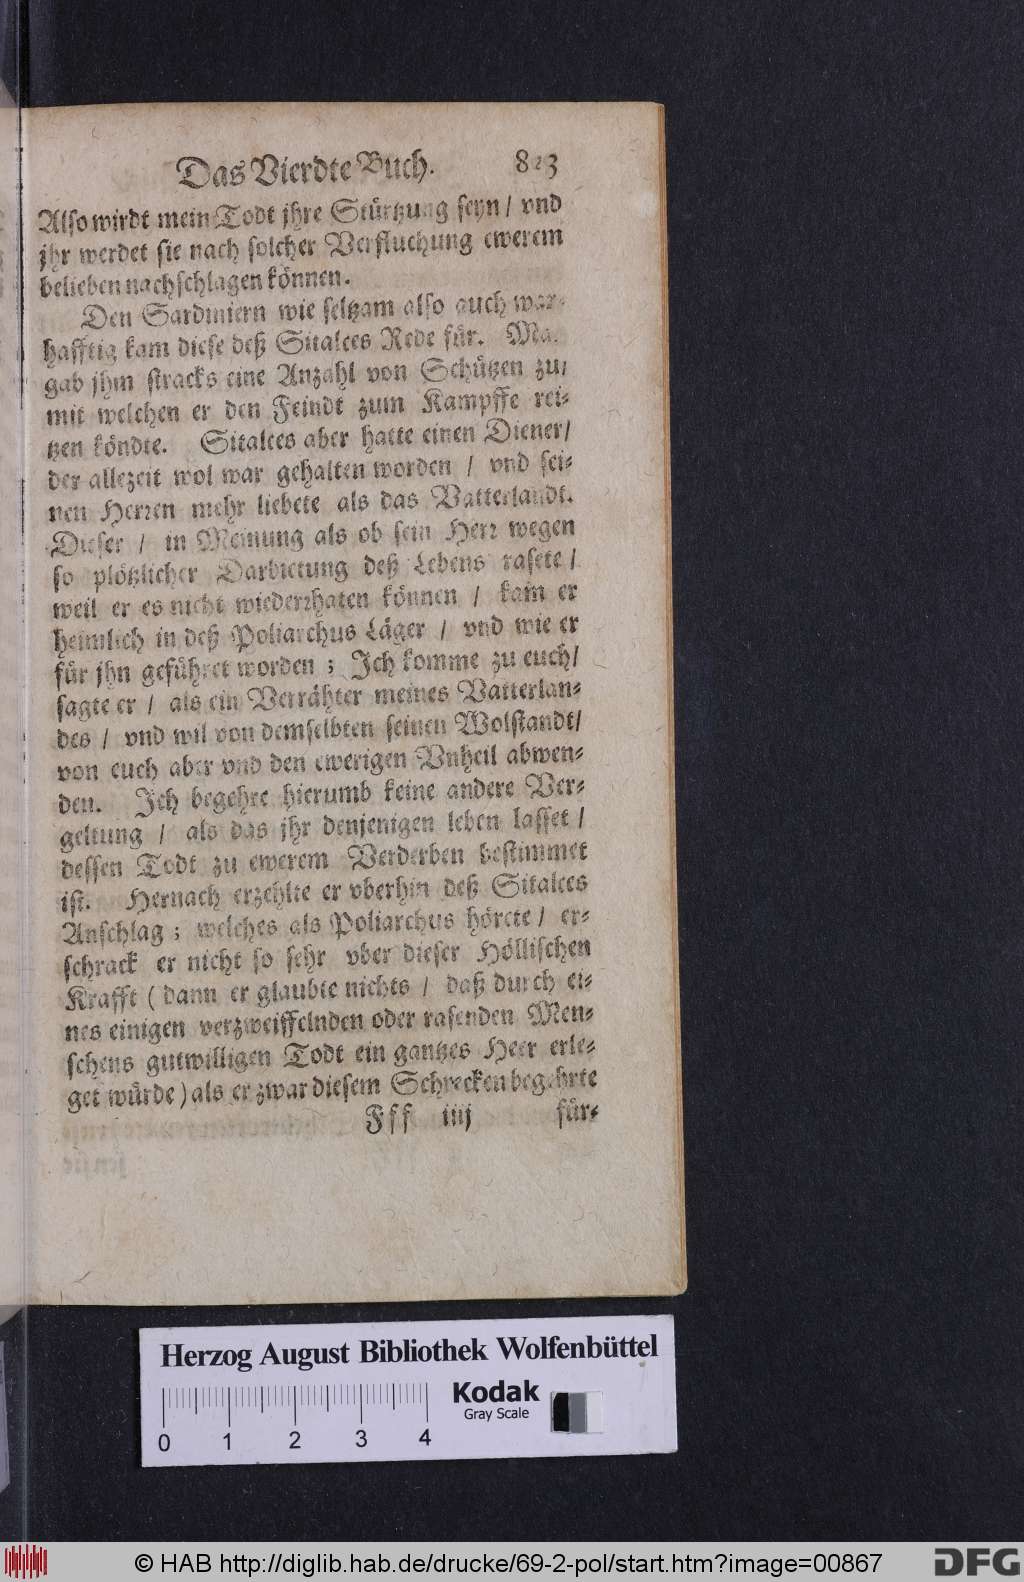 Das Vierdte Buch. 823
Also wirdt mein Todt jhre Stürtzung seyn / vnd
jhr werdet sie nach solcher Verfluchung ewerem
belieben nachschlagen können.
Den Sardiniern wie seltzam also auch war-
hafftig kam diese deß Sitalces Rede für. Ma.
gab jhm stracks eine Anzahl von Schützen zu/
mit welchen er den Feindt zum Kampffe rei-
tzen köndte. Sitalces aber hatte einen Diener/
der allezeit wol war gehalten worden / vnd sei-
nen Herren mehr liebete als das Vatterlandt.
Dieser / in Meinung als ob sein Herr wegen
so plötzlicher Darbietung deß Lebens rasete /
weil er es nicht wiederrhaten können / kam er
heimlich in deß Poliarchus Läger / vnd wie er
für jhn geführet worden ; Ich komme zu euch/
sagte er / als ein Verrähter meines Vatterlan-
des / vnd wil von demselbten seinen Wolstandt/
von euch aber vnd den ewerigen Vnheil abwen-
den. Ich begehre hierumb keine andere Ver-
geltung / als das jhr denjenigen leben lasset /
dessen Todt zu ewerem Verderben bestimmet
ist. Hernach erzehlte er vberhin deß Sitalces
Anschlag ; welches als Poliarchus hörete / er-
schrack er nicht so sehr vber dieser Höllischen
Krafft ( dann er glaubte nichts / daß durch ei-
nes einigen verzweiffelnden oder rasenden Men-
schens gutwilligen Todt ein gantzes Heer erle-
get würde ) als er zwar diesem Schrecken begehrte
Fff iiij für-
Herzog August Bibliothek Wolfenbüttel
Kodak
Gray Scale
0 1 2 3 4
© HAB http://diglib.hab.de/drucke/69-2-pol/start.htm?image=00867
DFG